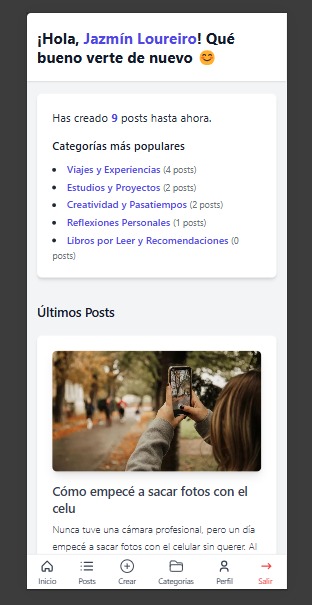 ¡Hola, Jazmín Loureiro! Qué
bueno verte de nuevo 😊
Has creado 9 posts hasta ahora.
Categorías más populares
• Viajes y Experiencias (4 posts)
• Estudios y Proyectos (2 posts)
• Creatividad y Pasatiempos (2 posts)
• Reflexiones Personales (1 posts)
• Libros por Leer y Recomendaciones (0
posts)
Últimos Posts
Cómo empecé a sacar fotos con el
celu
Nunca tuve una cámara profesional, pero un día
empecé a sacar fotos con el celular sin querer. Al
Inicio Posts Crear Categorías Perfil Salir